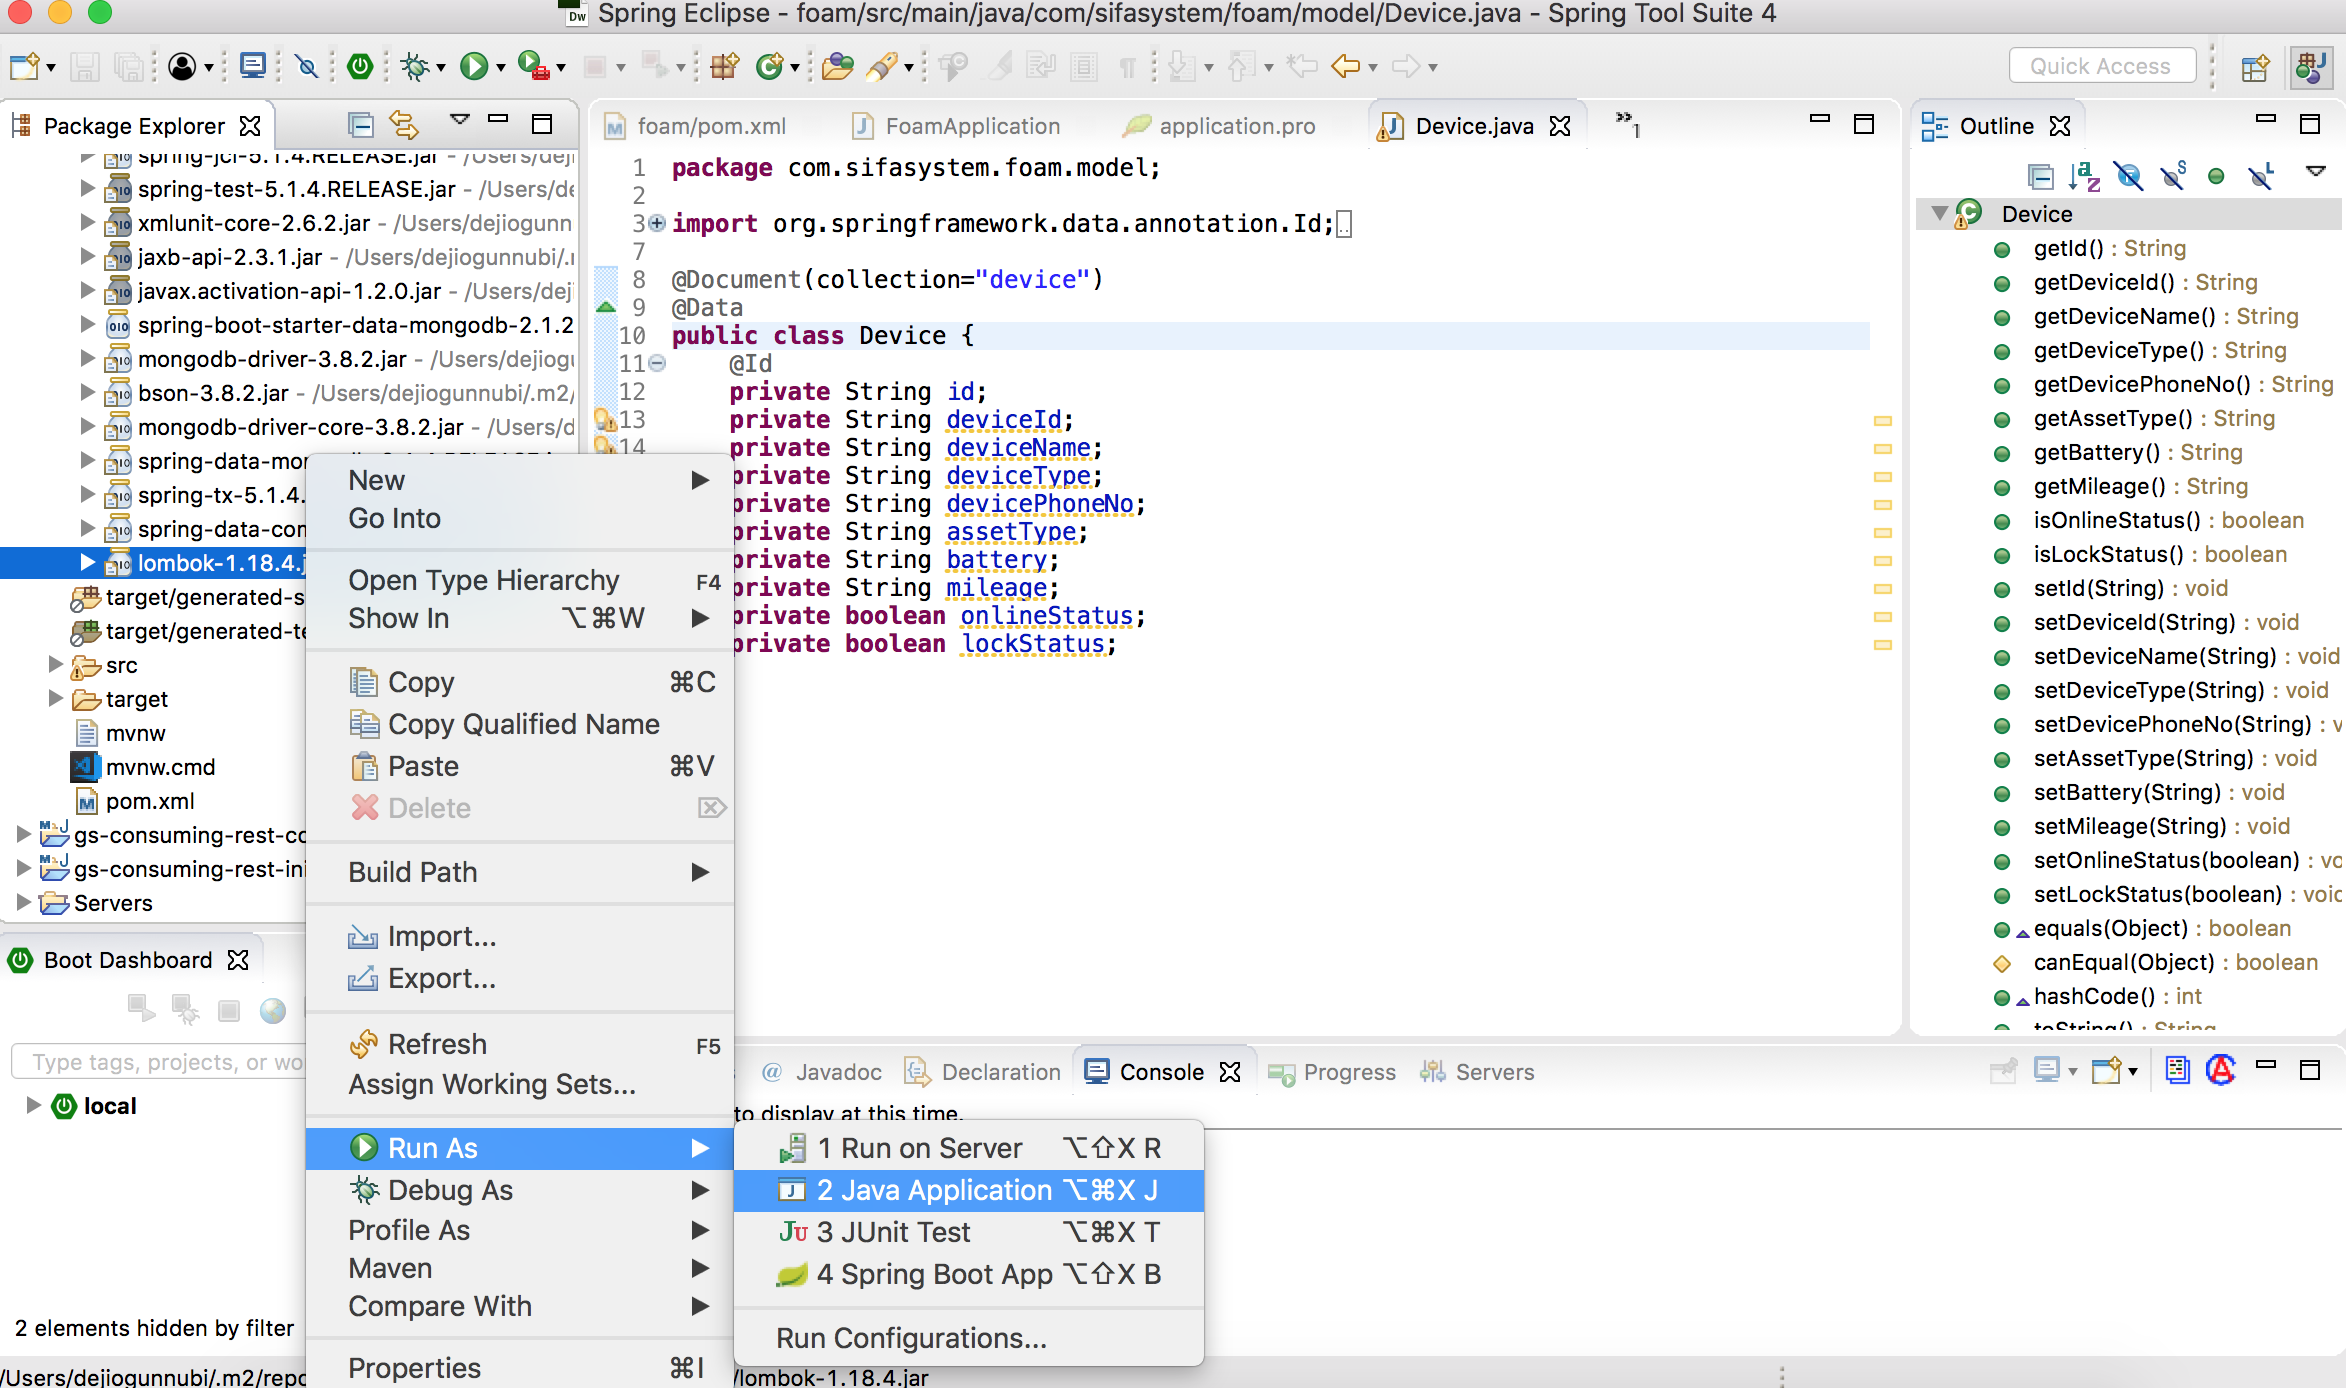 Spring Eclipse - foam/src/main/java/com/sifasystem/foam/model/Device.java - Spring Tool Suite 4
Quick Access
Package Explorer
spring-jcl-5.1.4.RELEASE.jar - /Users/deji
spring-test-5.1.4.RELEASE.jar - /Users/de
xmlunit-core-2.6.2.jar - /Users/dejiogunn
jaxb-api-2.3.1.jar - /Users/dejiogunnubi/.
javax.activation-api-1.2.0.jar - /Users/dej
spring-boot-starter-data-mongodb-2.1.2
mongodb-driver-3.8.2.jar - /Users/dejiogu
bson-3.8.2.jar - /Users/dejiogunnubi/.m2/
mongodb-driver-core-3.8.2.jar - /Users/d
spring-data-mon
spring-tx-5.1.4.
spring-data-com
lombok-1.18.4.j
target/generated-s
target/generated-te
src
target
mvnw
mvnw.cmd
pom.xml
gs-consuming-rest-co
gs-consuming-rest-ini
Servers
Boot Dashboard
Type tags, projects, or wo
local
2 elements hidden by filter
foam/pom.xml
FoamApplication
application.pro
Device.java
»1
1 package com.sifasystem.foam.model;
2
3 import org.springframework.data.annotation.Id;
7
8 @Document(collection="device")
9 @Data
10 public class Device {
11 @Id
12 private String id;
13 private String deviceId;
14 private String deviceName;
private String deviceType;
private String devicePhoneNo;
private String assetType;
private String battery;
private String mileage;
private boolean onlineStatus;
private boolean lockStatus;
New
Go Into
Open Type Hierarchy F4
Show In ⌥⌘W
Copy ⌘C
Copy Qualified Name
Paste ⌘V
Delete ⌦
Build Path
Import...
Export...
Refresh F5
Assign Working Sets...
Run As
Debug As
Profile As
Maven
Compare With
Properties ⌘I
1 Run on Server ⌥⇧X R
2 Java Application ⌥⌘X J
3 JUnit Test ⌥⌘X T
4 Spring Boot App ⌥⇧X B
Run Configurations...
Javadoc
Declaration
Console
Progress
Servers
to display at this time.
Outline
Device
getId() : String
getDeviceId() : String
getDeviceName() : String
getDeviceType() : String
getDevicePhoneNo() : String
getAssetType() : String
getBattery() : String
getMileage() : String
isOnlineStatus() : boolean
isLockStatus() : boolean
setId(String) : void
setDeviceId(String) : void
setDeviceName(String) : void
setDeviceType(String) : void
setDevicePhoneNo(String) : v
setAssetType(String) : void
setBattery(String) : void
setMileage(String) : void
setOnlineStatus(boolean) : vo
setLockStatus(boolean) : void
equals(Object) : boolean
canEqual(Object) : boolean
hashCode() : int
toString() : String
/Users/dejiogunnubi/.m2/repo
/lombok-1.18.4.jar